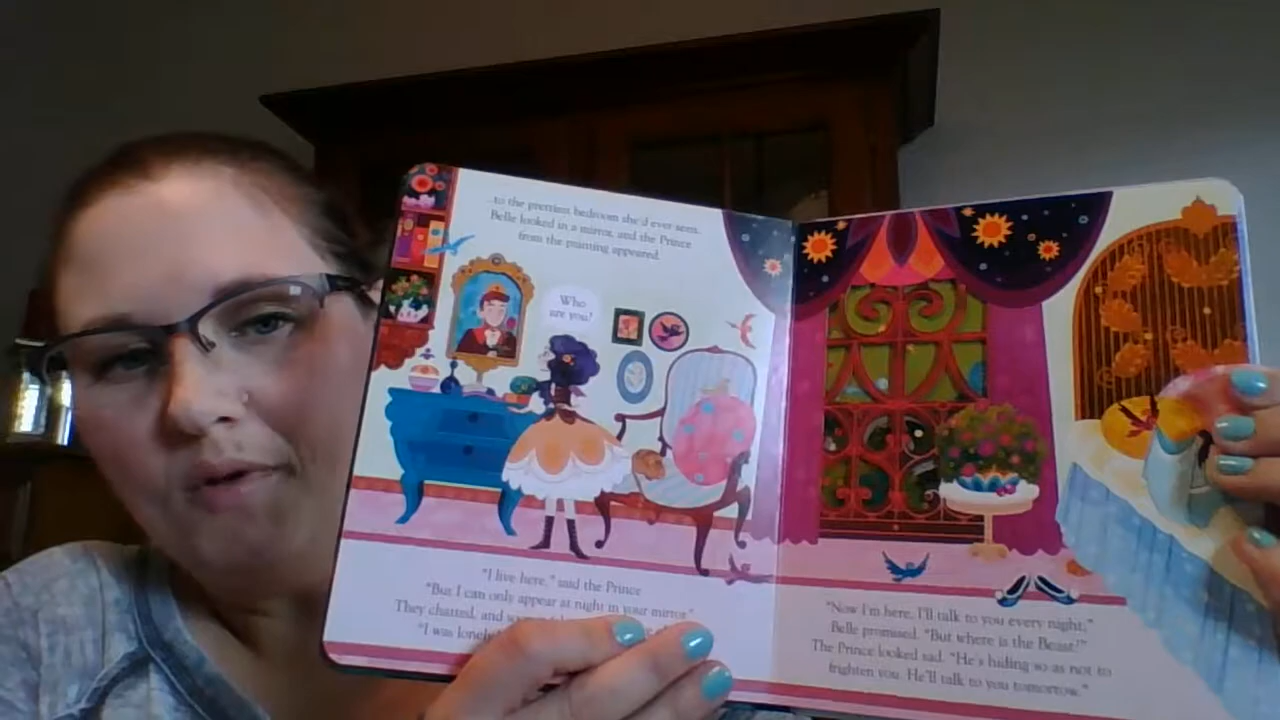 ...to the prettiest bedroom she'd ever seen.
Belle looked in a mirror, and the Prince
from the painting appeared.
Who
are you?
"I live here," said the Prince
"But I can only appear at night in your mirror."
They chatted, and
"I was lonely
"Now I'm here, I'll talk to you every night,"
Belle promised. "But where is the Beast?"
The Prince looked sad. "He's hiding so as not to
frighten you. He'll talk to you tomorrow."